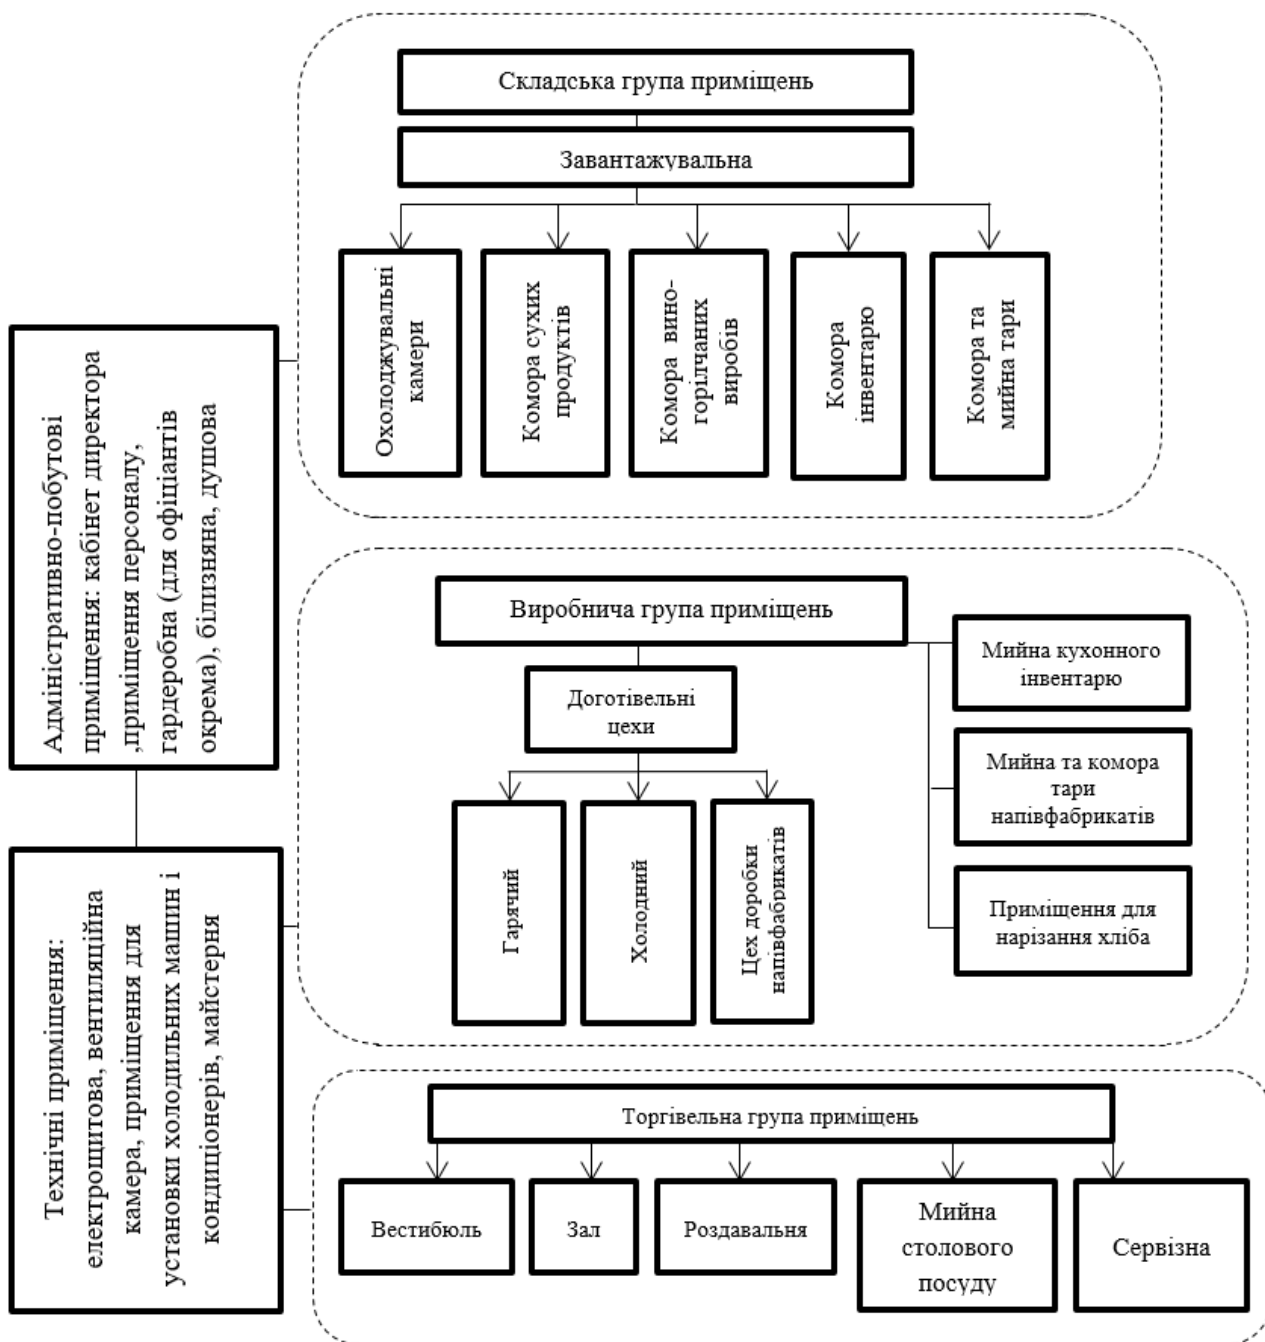 Складська група приміщень
Завантажувальна
Охолоджувальні
камери
Комора сухих
продуктів
Комора вино-
горілчаних
виробів
Комора
інвентарю
Комора та
мийна тари
Адміністративно-побутові
приміщення: кабінет директора
,приміщення персоналу,
гардеробна (для офіціантів
окрема), білизняна, душова
Виробнича група приміщень
Доготівельні
цехи
Гарячий
Холодний
Цех доробки
напівфабрикатів
Мийна кухонного
інвентарю
Мийна та комора
тари
напівфабрикатів
Приміщення для
нарізання хліба
Технічні приміщення:
електрощитова, вентиляційна
камера, приміщення для
установки холодильних машин і
кондиціонерів, майстерня
Торгівельна група приміщень
Вестибюль
Зал
Роздавальня
Мийна
столового
посуду
Сервізна